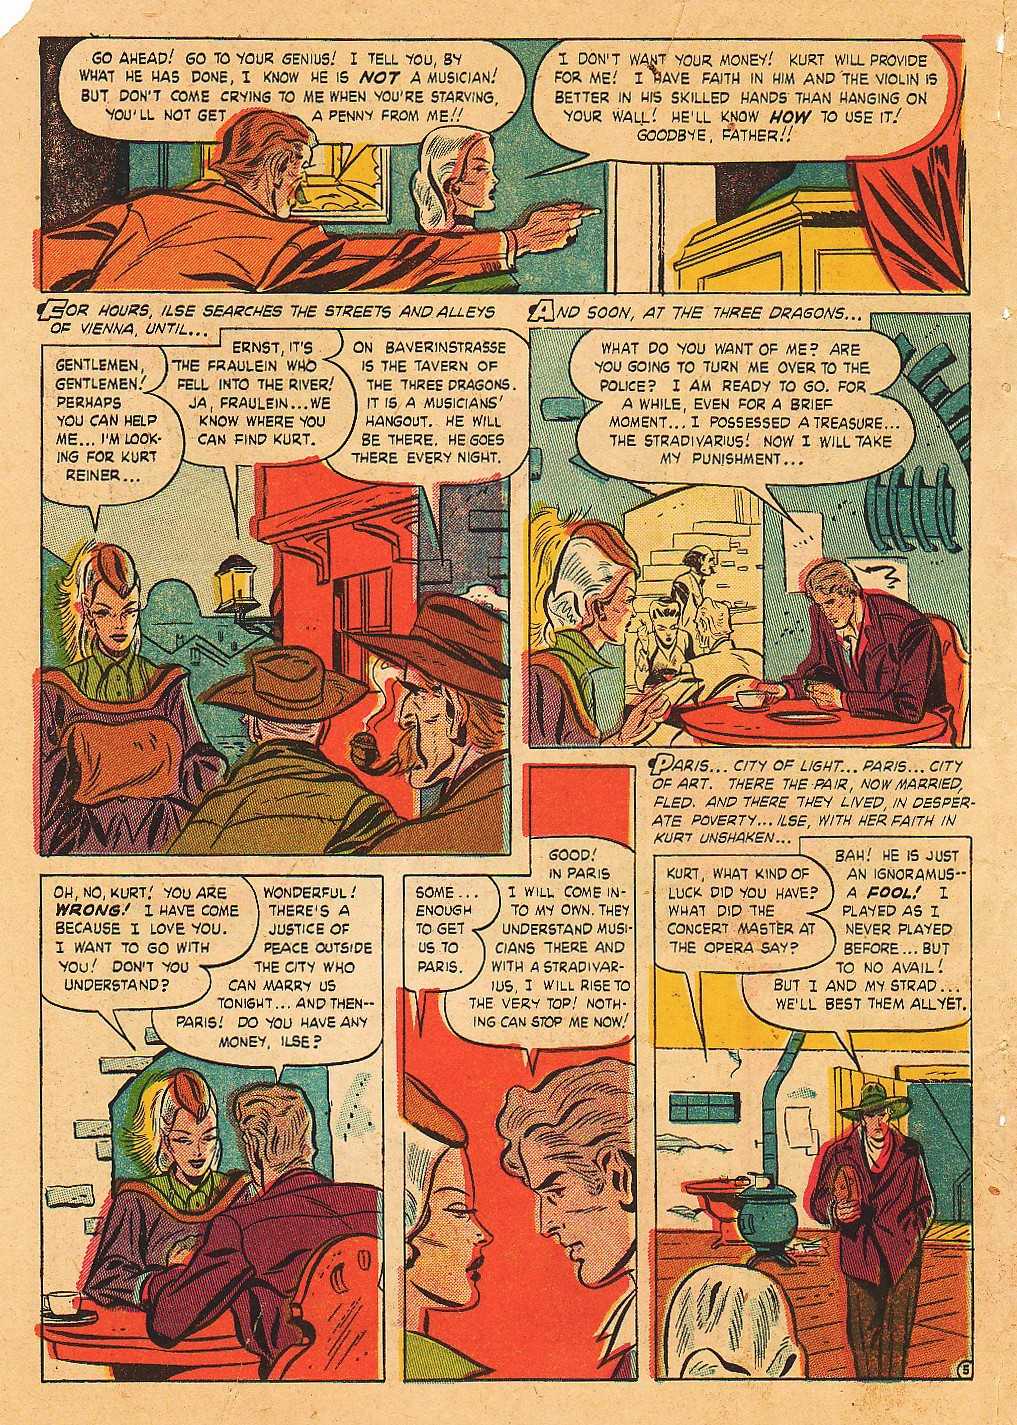 GO AHEAD! GO TO YOUR GENIUS! I TELL YOU, BY
WHAT HE HAS DONE, I KNOW HE IS NOT A MUSICIAN!
BUT DON'T COME CRYING TO ME WHEN YOU'RE STARVING,
YOU'LL NOT GET A PENNY FROM ME!!
I DON'T WANT YOUR MONEY! KURT WILL PROVIDE
FOR ME! I HAVE FAITH IN HIM AND THE VIOLIN IS
BETTER IN HIS SKILLED HANDS THAN HANGING ON
YOUR WALL! HE'LL KNOW HOW TO USE IT!
GOODBYE, FATHER!!
FOR HOURS, ILSE SEARCHES THE STREETS AND ALLEYS
OF VIENNA, UNTIL...
GENTLEMEN,
GENTLEMEN!
PERHAPS
YOU CAN HELP
ME... I'M LOOK-
ING FOR KURT
REINER...
ERNST, IT'S
THE FRAULEIN WHO
FELL INTO THE RIVER!
JA, FRAULEIN...WE
KNOW WHERE YOU
CAN FIND KURT.
ON BAVERINSTRASSE
IS THE TAVERN OF
THE THREE DRAGONS.
IT IS A MUSICIANS'
HANGOUT. HE WILL
BE THERE. HE GOES
THERE EVERY NIGHT.
AND SOON, AT THE THREE DRAGONS...
WHAT DO YOU WANT OF ME? ARE
YOU GOING TO TURN ME OVER TO THE
POLICE? I AM READY TO GO. FOR
A WHILE, EVEN FOR A BRIEF
MOMENT... I POSSESSED A TREASURE...
THE STRADIVARIUS! NOW I WILL TAKE
MY PUNISHMENT...
OH, NO, KURT! YOU ARE
WRONG! I HAVE COME
BECAUSE I LOVE YOU.
I WANT TO GO WITH
YOU! DON'T YOU
UNDERSTAND?
WONDERFUL!
THERE'S A
JUSTICE OF
PEACE OUTSIDE
THE CITY WHO
CAN MARRY US
TONIGHT... AND THEN--
PARIS! DO YOU HAVE ANY
MONEY, ILSE?
SOME...
ENOUGH
TO GET
US TO
PARIS.
GOOD!
IN PARIS
I WILL COME IN-
TO MY OWN. THEY
UNDERSTAND MUSI-
CIANS THERE AND
WITH A STRADIVAR-
IUS, I WILL RISE TO
THE VERY TOP! NOTH-
ING CAN STOP ME NOW!
PARIS... CITY OF LIGHT... PARIS... CITY
OF ART. THERE THE PAIR, NOW MARRIED,
FLED. AND THERE THEY LIVED, IN DESPER-
ATE POVERTY... ILSE, WITH HER FAITH IN
KURT UNSHAKEN...
KURT, WHAT KIND OF
LUCK DID YOU HAVE?
WHAT DID THE
CONCERT MASTER AT
THE OPERA SAY?
BAH! HE IS JUST
AN IGNORAMUS--
A FOOL! I
PLAYED AS I
NEVER PLAYED
BEFORE... BUT
TO NO AVAIL!
BUT I AND MY STRAD...
WE'LL BEST THEM ALL YET.
5